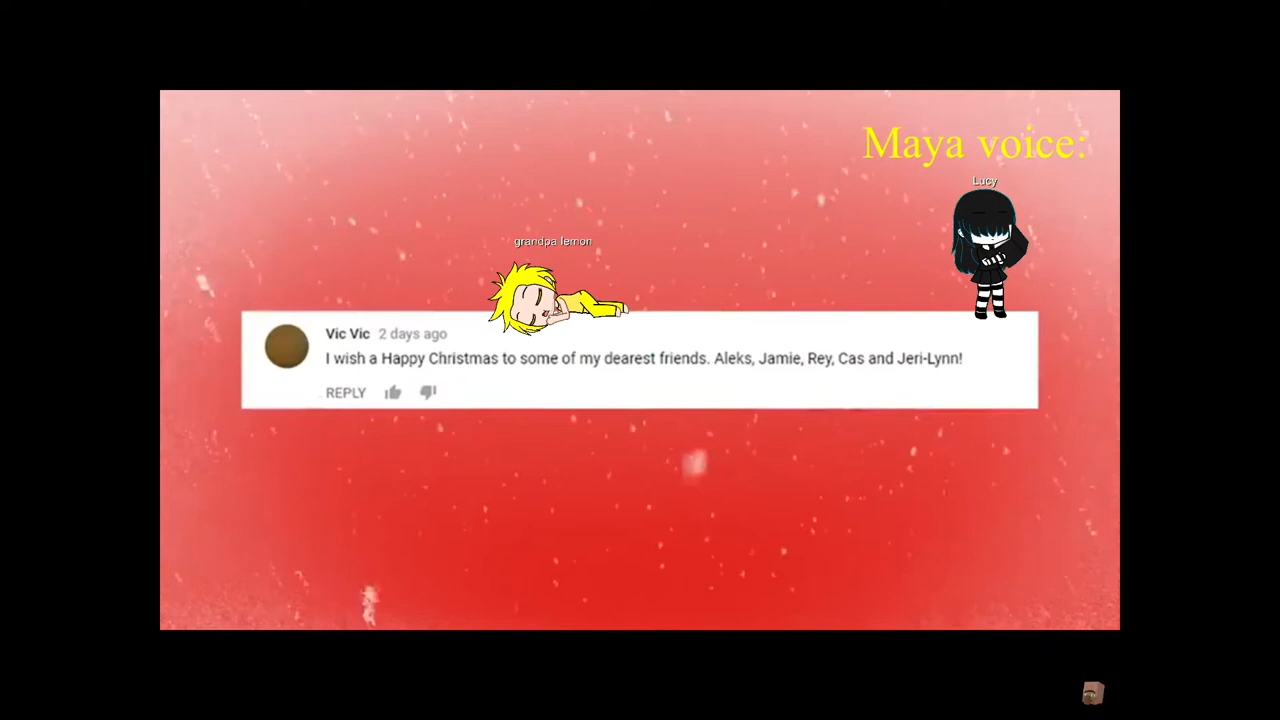 Maya voice:
Lucy
grandpa lemon
Vic Vic 2 days ago
I wish a Happy Christmas to some of my dearest friends. Aleks, Jamie, Rey, Cas and Jeri-Lynn!
REPLY